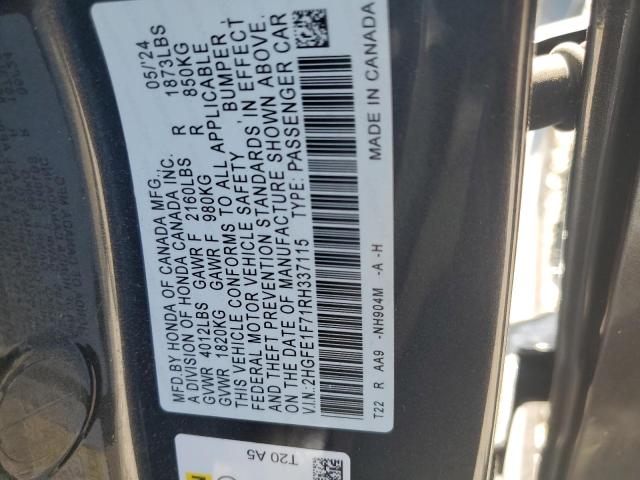 MFD.BY HONDA OF CANADA MFG., 05/'24
A DIVISION OF HONDA CANADA INC.
GVWR 4012LBS GAWR F 2160LBS R 1873LBS
GVWR 1820KG GAWR F 980KG R 850KG
THIS VEHICLE CONFORMS TO ALL APPLICABLE
FEDERAL MOTOR VEHICLE SAFETY, BUMPER,
AND THEFT PREVENTION STANDARDS IN EFFECT
ON THE DATE OF MANUFACTURE SHOWN ABOVE.
V.I.N.:2HGFE1F71RH337115 TYPE: PASSENGER CAR
T22 R AA9 -NH904M -A -H MADE IN CANADA
T20 A5